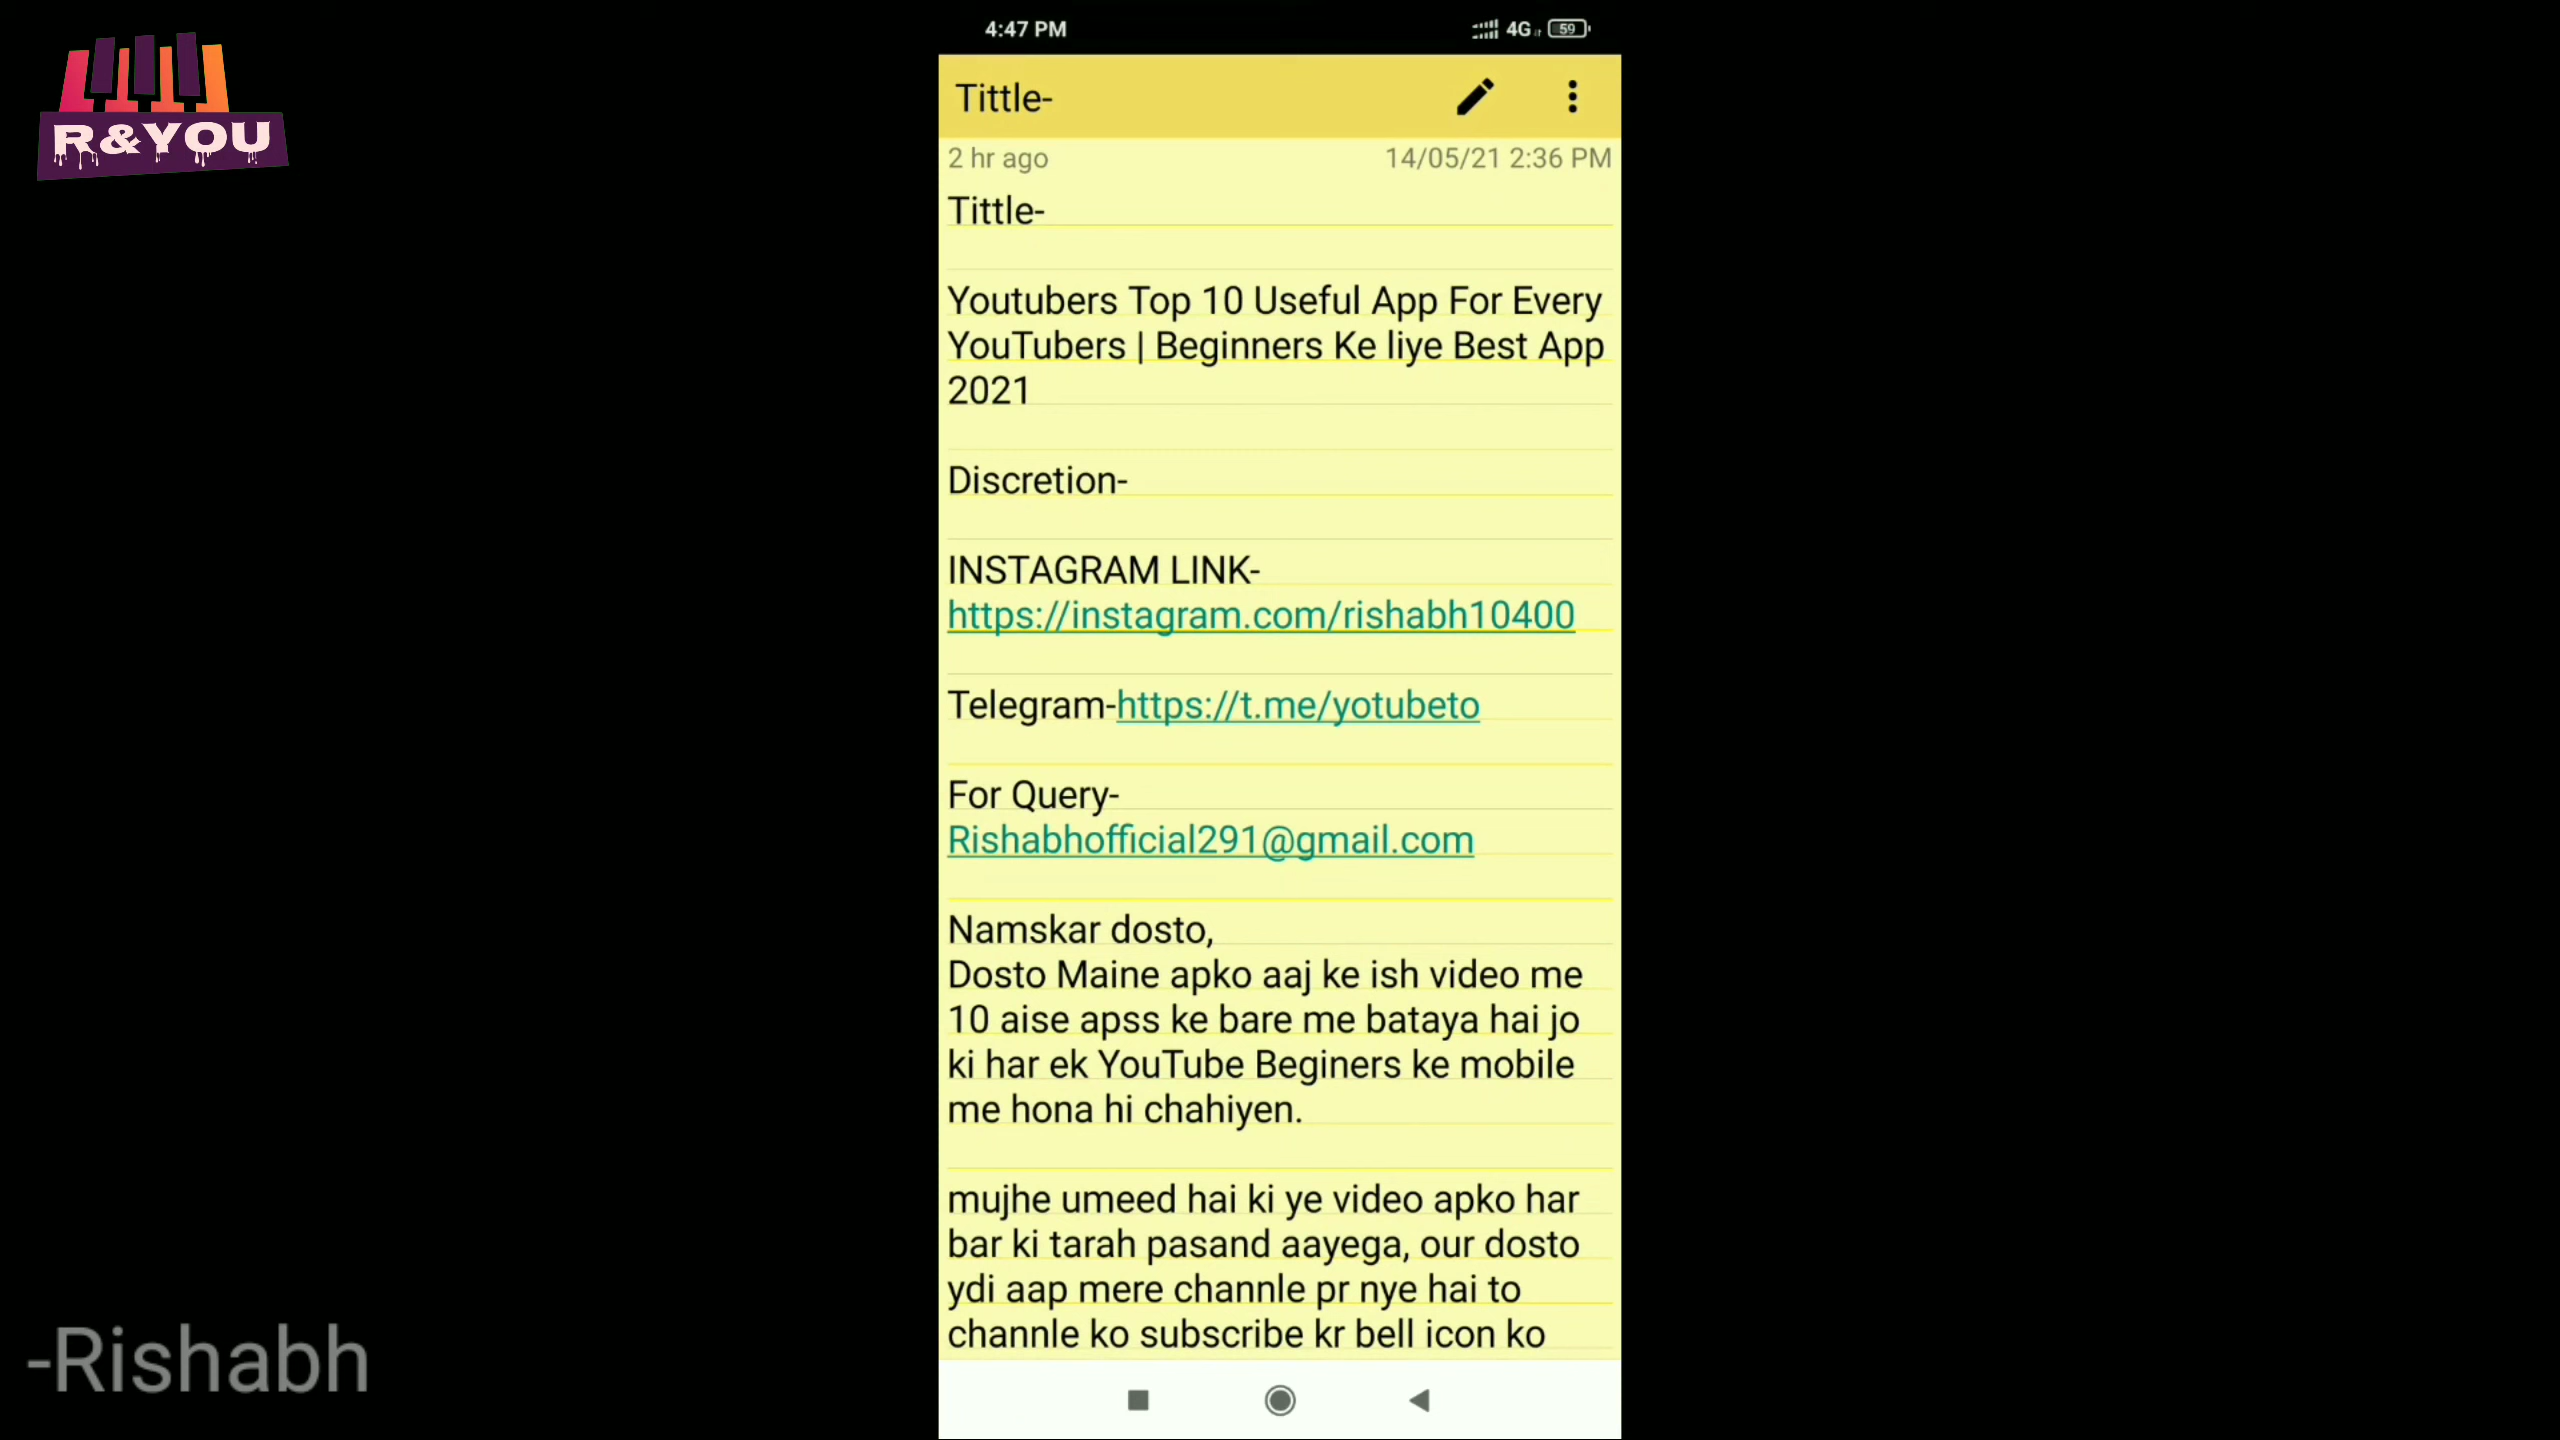 4:47 PM
4G
59
R&YOU
Tittle-
2 hr ago
14/05/21 2:36 PM
Tittle-
Youtubers Top 10 Useful App For Every
YouTubers | Beginners Ke liye Best App
2021
Discretion-
INSTAGRAM LINK-
https://instagram.com/rishabh10400
Telegram-https://t.me/yotubeto
For Query-
Rishabhofficial291@gmail.com
Namskar dosto,
Dosto Maine apko aaj ke ish video me
10 aise apss ke bare me bataya hai jo
ki har ek YouTube Beginers ke mobile
me hona hi chahiyen.
mujhe umeed hai ki ye video apko har
bar ki tarah pasand aayega, our dosto
ydi aap mere channle pr nye hai to
channle ko subscribe kr bell icon ko
-Rishabh